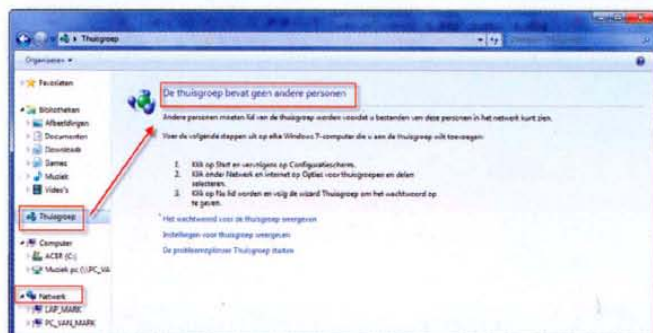 Thuisgroep
Organiseren
Favorieten
Bibliotheken
Afbeeldingen
Documenten
Downloads
Games
Muziek
Video's
Thuisgroep
Computer
ACER (C:)
Muziek pc (\\PC_VA
Netwerk
LAP_MARK
PC_VAN_MARK
De thuisgroep bevat geen andere personen
Andere personen moeten lid van de thuisgroep worden voordat u bestanden van deze personen in het netwerk kunt zien.
Voer de volgende stappen uit op elke Windows 7-computer die u aan de thuisgroep wilt toevoegen:
1. Klik op Start en vervolgens op Configuratiescherm.
2. Klik onder Netwerk en internet op Opties voor thuisgroepen en delen
selecteren.
3. Klik op Nu lid worden en volg de wizard Thuisgroep om het wachtwoord op
te geven.
Het wachtwoord voor de thuisgroep weergeven
Instellingen voor thuisgroep weergeven
De probleemoplosser Thuisgroep starten